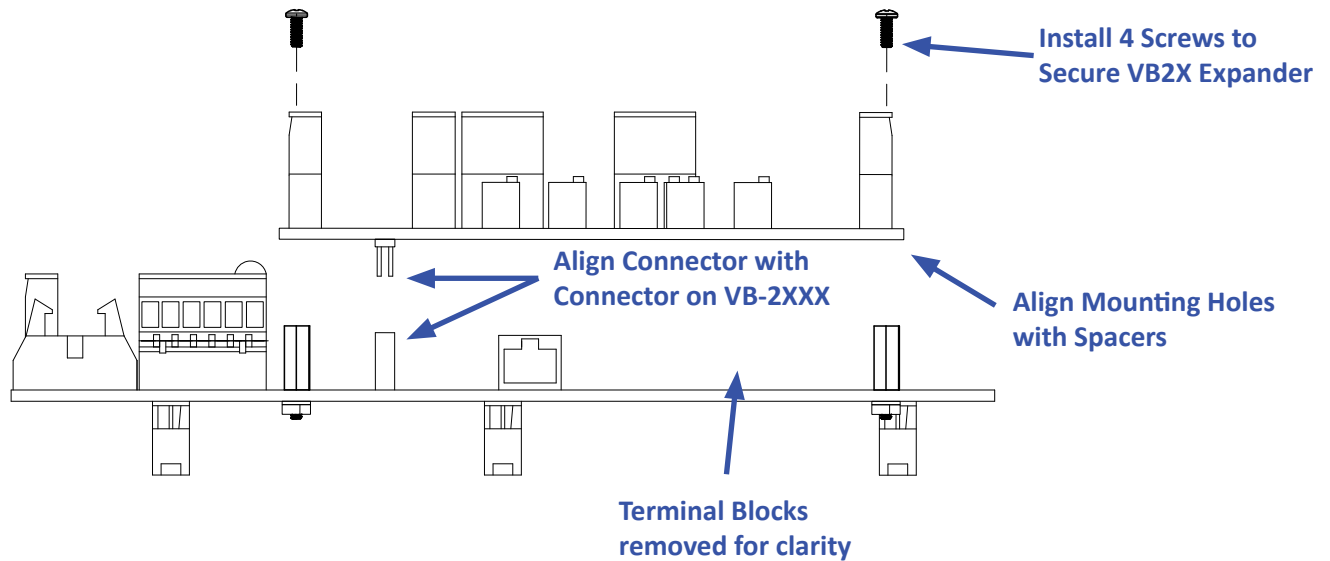 Install 4 Screws to
Secure VB2X Expander
Align Connector with
Connector on VB-2XXX
Align Mounting Holes
with Spacers
Terminal Blocks
removed for clarity